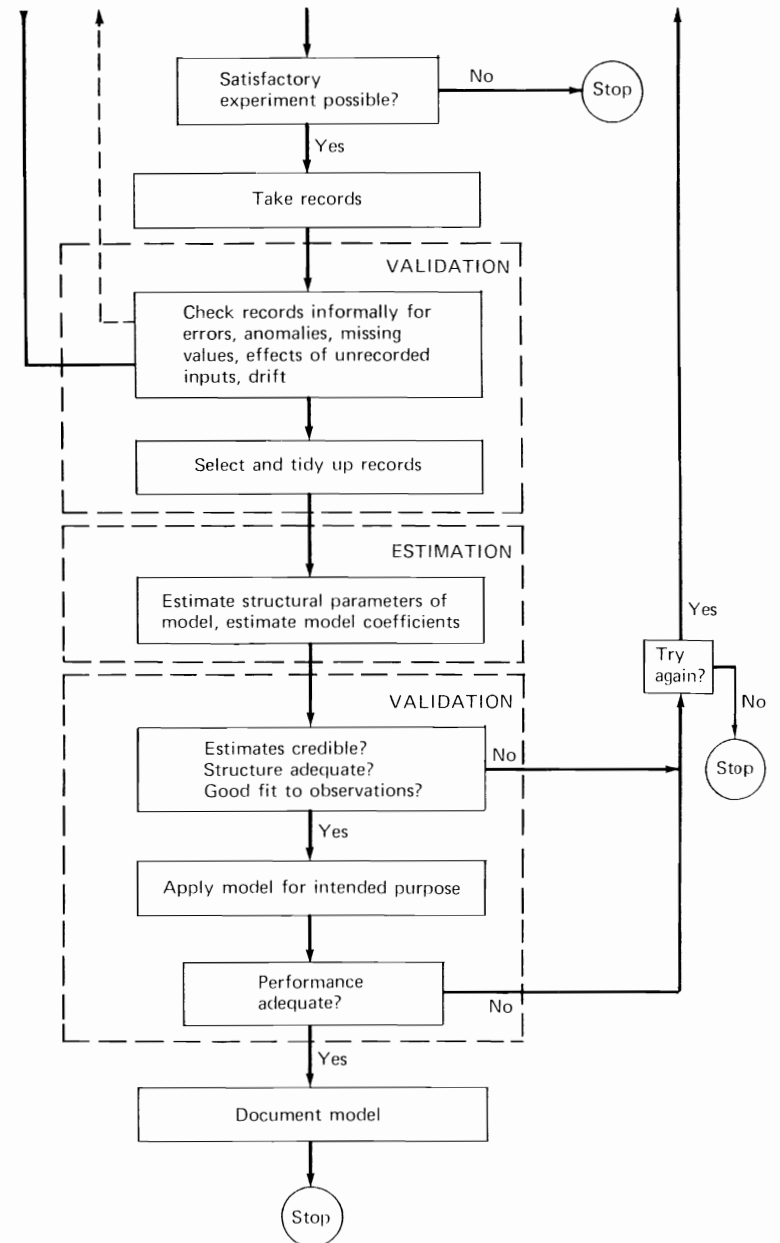 Satisfactory
experiment possible?
No
Stop
Yes
Take records
VALIDATION
Check records informally for
errors, anomalies, missing
values, effects of unrecorded
inputs, drift
Select and tidy up records
ESTIMATION
Estimate structural parameters of
model, estimate model coefficients
Yes
Try
again?
No
Stop
VALIDATION
Estimates credible?
Structure adequate?
Good fit to observations?
No
Yes
Apply model for intended purpose
Performance
adequate?
No
Yes
Document model
Stop